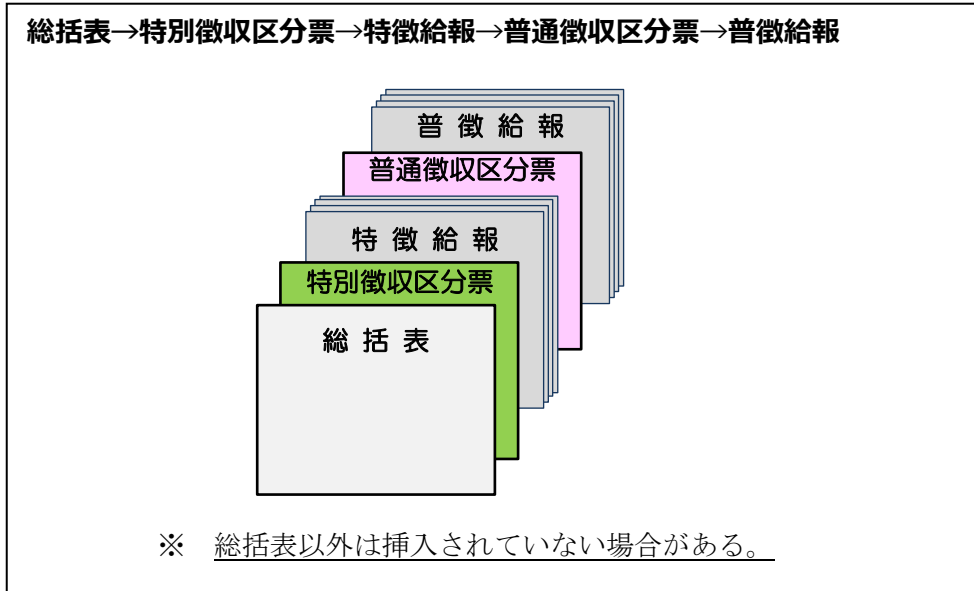 総括表→特別徴収区分票→特徴給報→普通徴収区分票→普徴給報
普徴給報
普通徴収区分票
特徴給報
特別徴収区分票
総括表
※　総括表以外は挿入されていない場合がある。